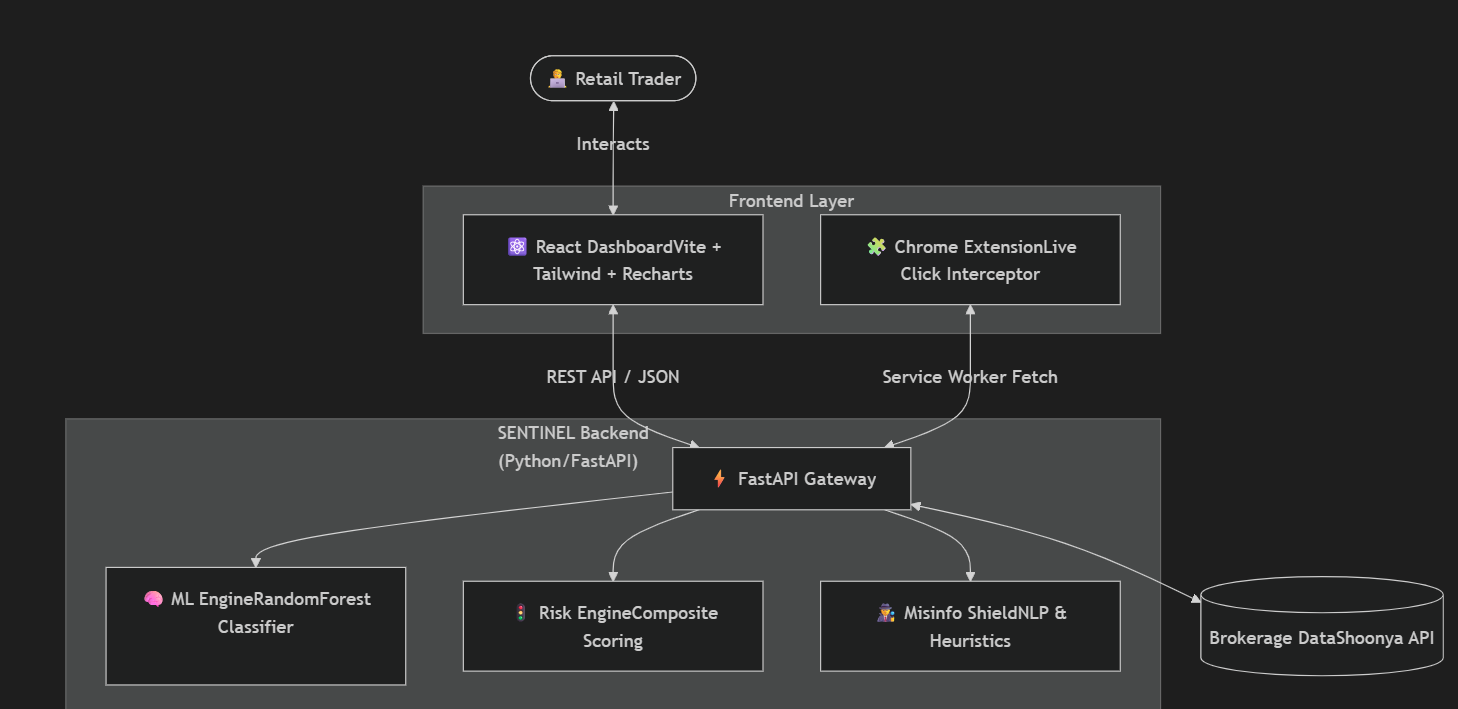 🧑‍💻 Retail Trader
Interacts
Frontend Layer
⚛️ React DashboardVite +
Tailwind + Recharts
🧩 Chrome ExtensionLive
Click Interceptor
REST API / JSON
Service Worker Fetch
SENTINEL Backend
(Python/FastAPI)
⚡ FastAPI Gateway
🧠 ML EngineRandomForest
Classifier
🚦 Risk EngineComposite
Scoring
🕵️ Misinfo ShieldNLP &
Heuristics
Brokerage DataShoonya API